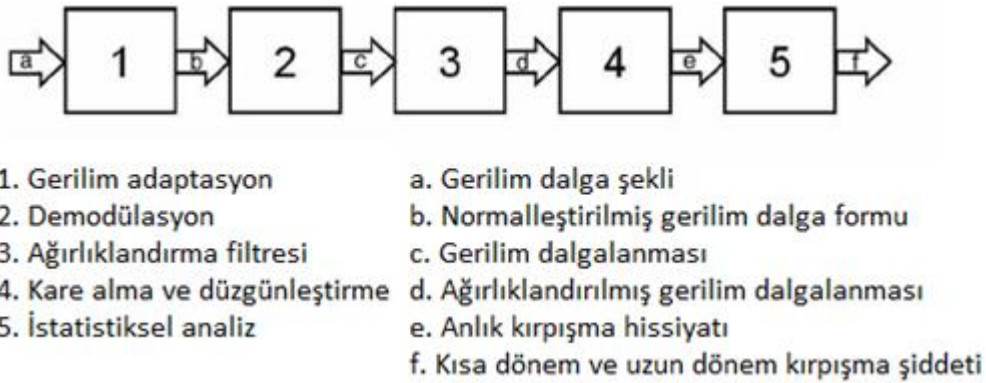 a 1 b 2 c 3 d 4 e 5 f
1. Gerilim adaptasyon
2. Demodülasyon
3. Ağırlıklandırma filtresi
4. Kare alma ve düzgünleştirme
5. İstatistiksel analiz
a. Gerilim dalga şekli
b. Normalleştirilmiş gerilim dalga formu
c. Gerilim dalgalanması
d. Ağırlıklandırılmış gerilim dalgalanması
e. Anlık kırpışma hissiyatı
f. Kısa dönem ve uzun dönem kırpışma şiddeti